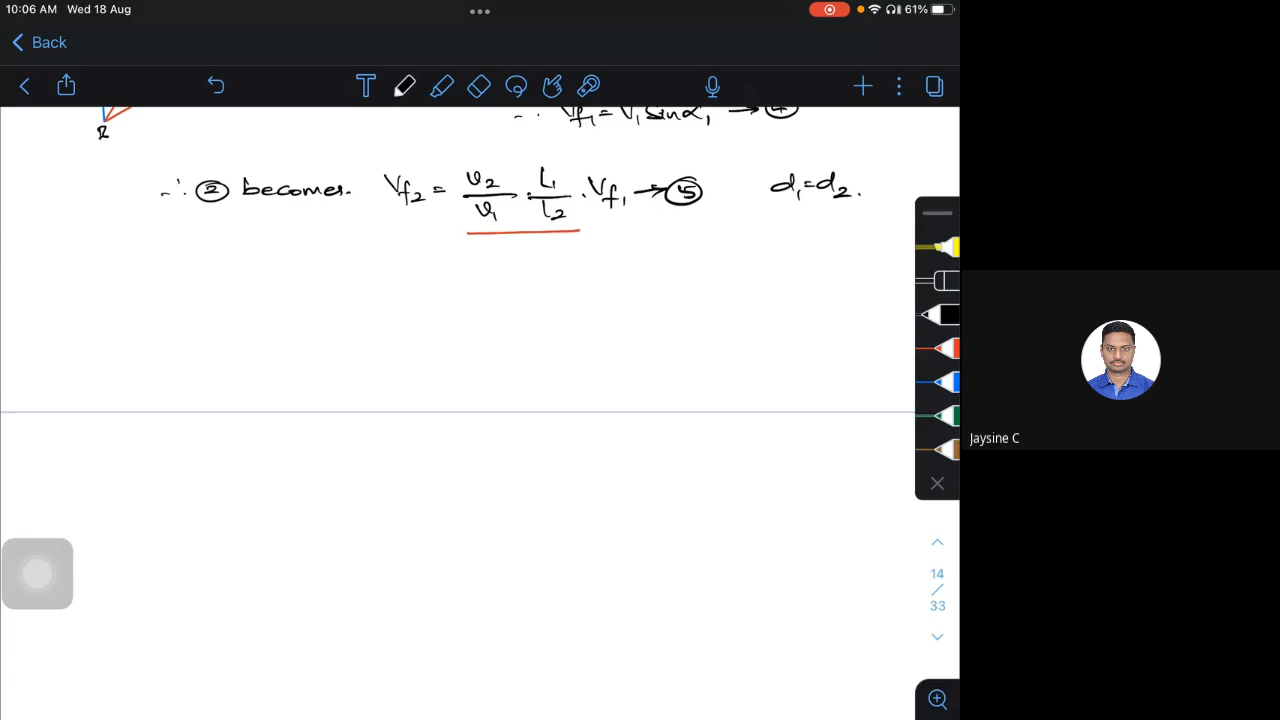 10:06 AM Wed 18 Aug
61%
Back
T
R
∴ Vf₁ = V₁ sinα₁ → ④
∴ ② becomes. Vf₂ = v₂/v₁ · L₁/L₂ · Vf₁ → ⑤ d₁=d₂.
Jaysine C
14
/
33